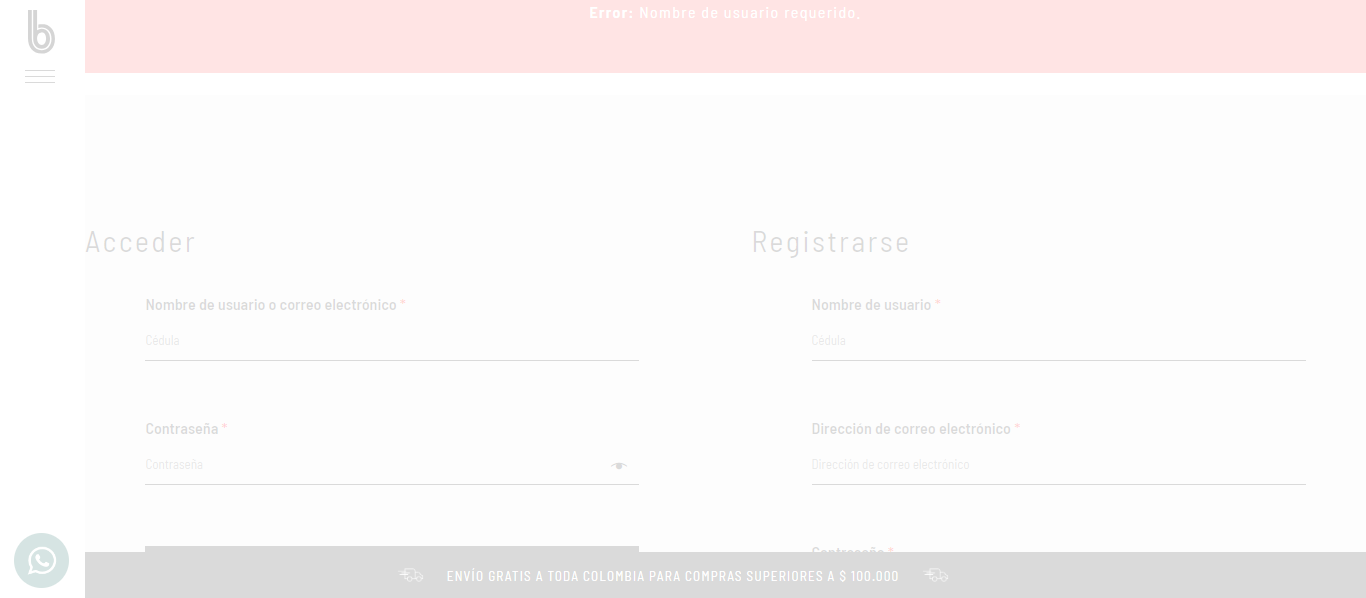 b
Error: Nombre de usuario requerido.
Acceder
Nombre de usuario o correo electrónico *
Cédula
Contraseña *
Contraseña
Registrarse
Nombre de usuario *
Cédula
Dirección de correo electrónico *
Dirección de correo electrónico
Contraseña *
ENVÍO GRATIS A TODA COLOMBIA PARA COMPRAS SUPERIORES A $ 100.000